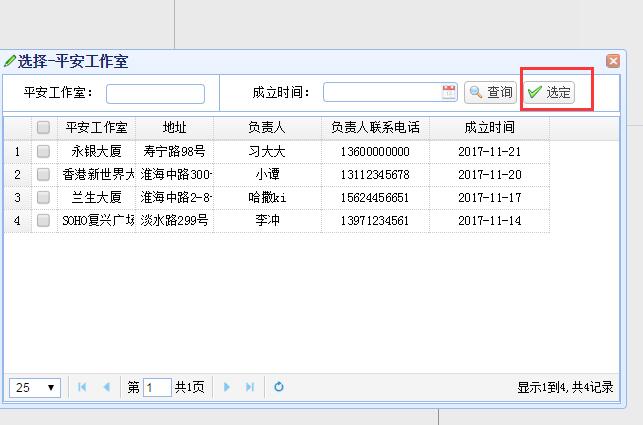 选择-平安工作室
平安工作室： 成立时间： 查询 选定
平安工作室 地址 负责人 负责人联系电话 成立时间
1 永银大厦 寿宁路98号 习大大 13600000000 2017-11-21
2 香港新世界大 淮海中路300- 小谭 13112345678 2017-11-20
3 兰生大厦 淮海中路2-8- 哈撒ki 15624456651 2017-11-17
4 SOHO复兴广场 淡水路299号 李冲 13971234561 2017-11-14
25 第 1 共1页 显示1到4,共4记录